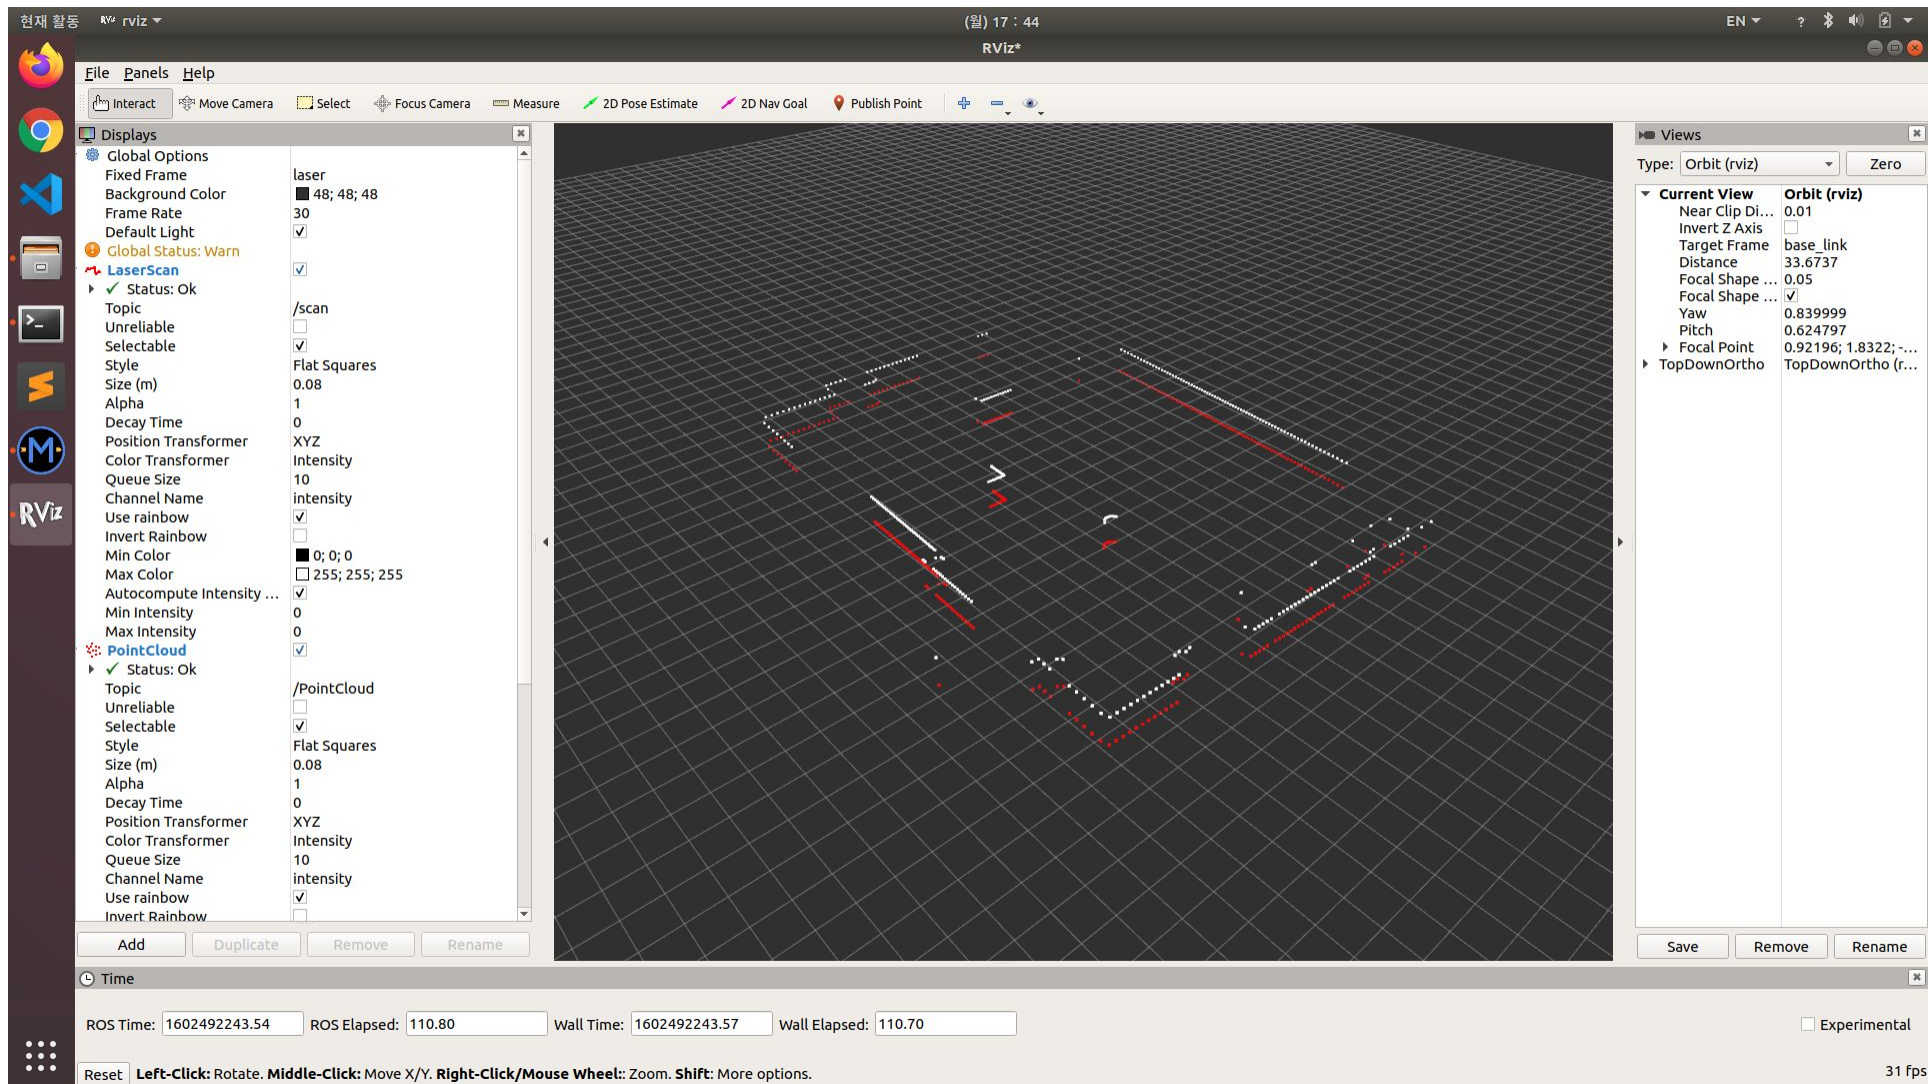 현재 활동 RViz rviz (월) 17 : 44 EN ?
RViz*
File Panels Help
Interact Move Camera Select Focus Camera Measure 2D Pose Estimate 2D Nav Goal Publish Point
Displays
Global Options
Fixed Frame laser
Background Color 48; 48; 48
Frame Rate 30
Default Light
Global Status: Warn
LaserScan
Status: Ok
Topic /scan
Unreliable
Selectable
Style Flat Squares
Size (m) 0.08
Alpha 1
Decay Time 0
Position Transformer XYZ
Color Transformer Intensity
Queue Size 10
Channel Name intensity
Use rainbow
Invert Rainbow
Min Color 0; 0; 0
Max Color 255; 255; 255
Autocompute Intensity ...
Min Intensity 0
Max Intensity 0
PointCloud
Status: Ok
Topic /PointCloud
Unreliable
Selectable
Style Flat Squares
Size (m) 0.08
Alpha 1
Decay Time 0
Position Transformer XYZ
Color Transformer Intensity
Queue Size 10
Channel Name intensity
Use rainbow
Invert Rainbow
Add Duplicate Remove Rename
Views
Type: Orbit (rviz) Zero
Current View Orbit (rviz)
Near Clip Di... 0.01
Invert Z Axis
Target Frame base_link
Distance 33.6737
Focal Shape ... 0.05
Focal Shape ...
Yaw 0.839999
Pitch 0.624797
Focal Point 0.92196; 1.8322; -...
TopDownOrtho TopDownOrtho (r...
Save Remove Rename
Time
ROS Time: 1602492243.54 ROS Elapsed: 110.80 Wall Time: 1602492243.57 Wall Elapsed: 110.70 Experimental
Reset Left-Click: Rotate. Middle-Click: Move X/Y. Right-Click/Mouse Wheel:: Zoom. Shift: More options. 31 fps
M
RViz